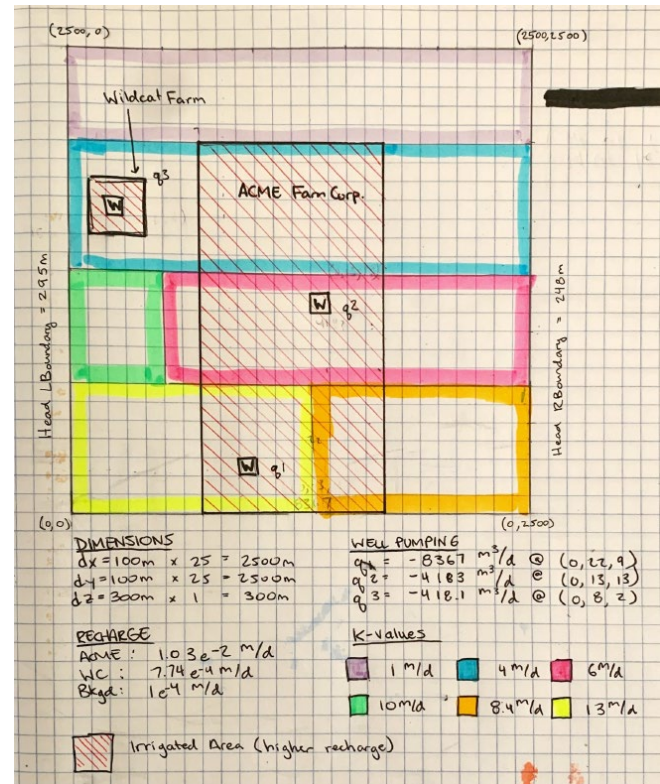 (2500,0)
(2500,2500)
Wildcat Farm
q3
W
ACME Farm Corp.
Head LBoundary = 295m
W
q2
Head RBoundary = 248m
W
q1
(0,0)
(0,2500)
DIMENSIONS
dx = 100m x 25 = 2500m
dy = 100m x 25 = 2500m
dz = 300m x 1 = 300m
WELL PUMPING
q1 = -8367 m³/d @ (0,22,9)
q2 = -4183 m³/d @ (0,13,13)
q3 = -418.1 m³/d @ (0,8,2)
RECHARGE
ACME: 1.03e-2 m/d
WC: 7.74e-4 m/d
Bkgd: 1e-4 m/d
K-values
1 m/d
4 m/d
6 m/d
10 m/d
8.4 m/d
13 m/d
Irrigated Area (higher recharge)